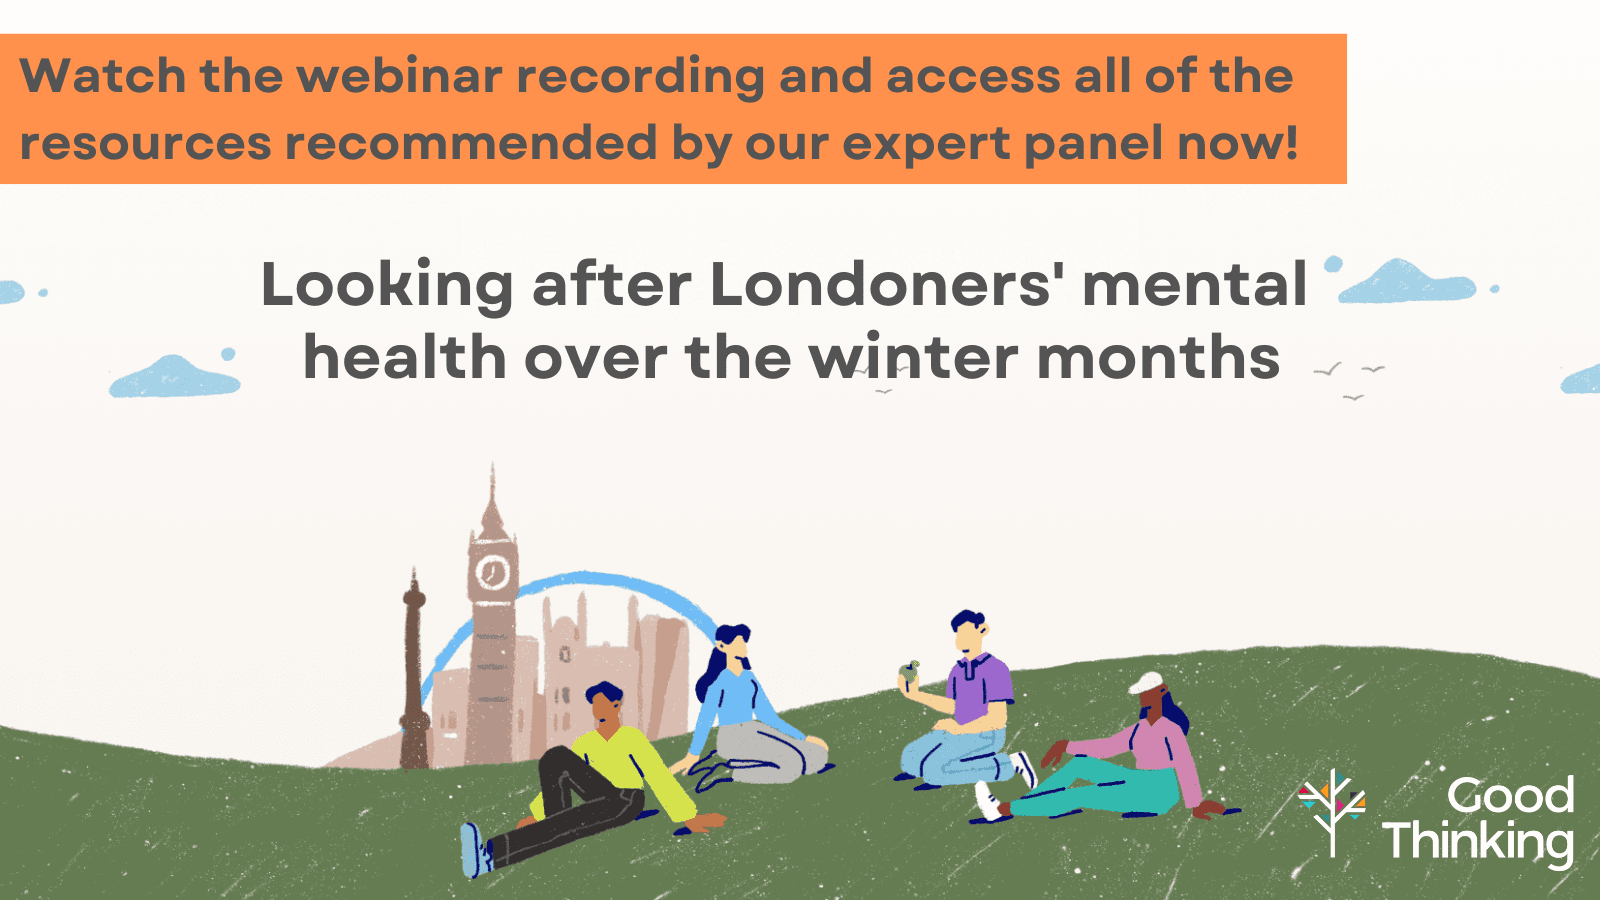 Watch the webinar recording and access all of the
resources recommended by our expert panel now!
Looking after Londoners' mental
health over the winter months
Good
Thinking